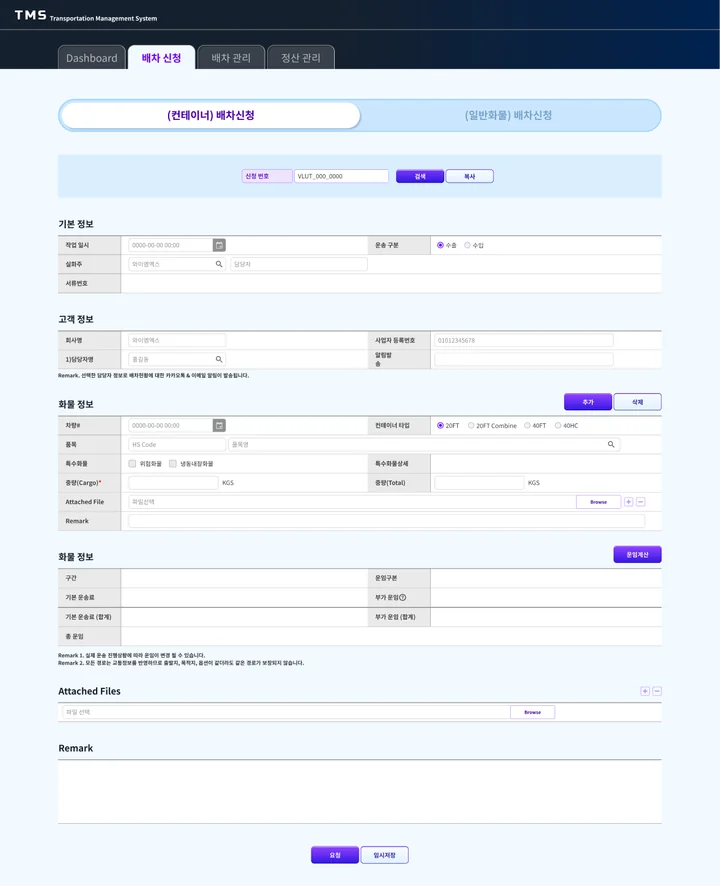 TMS Transportation Management System
Dashboard
배차 신청
배차 관리
정산 관리
(컨테이너) 배차신청
(일반화물) 배차신청
신청 번호
VLUT_000_0000
검색
복사
기본 정보
작업 일시
0000-00-00 00:00
운송 구분
수출
수입
실화주
와이엘엑스
담당자
서류번호
고객 정보
회사명
와이엘엑스
사업자 등록번호
01012345678
1)담당자명
홍길동
알림발
송
Remark. 선택한 담당자 정보로 배차현황에 대한 카카오톡 & 이메일 알림이 발송됩니다.
화물 정보
추가
삭제
차량#
0000-00-00 00:00
컨테이너 타입
20FT
20FT Combine
40FT
40HC
품목
HS Code
품목명
특수화물
위험화물
냉동내장화물
특수화물상세
중량(Cargo)*
KGS
중량(Total)
KGS
Attached File
파일선택
Browse
Remark
화물 정보
운임계산
구간
운임구분
기본 운송료
부가 운임
기본 운송료 (합계)
부가 운임 (합계)
총 운임
Remark 1. 실제 운송 진행상황에 따라 운임이 변경 될 수 있습니다.
Remark 2. 모든 경로는 교통정보를 반영하므로 출발지, 목적지, 옵션이 같더라도 같은 경로가 보장되지 않습니다.
Attached Files
파일 선택
Browse
Remark
요청
임시저장